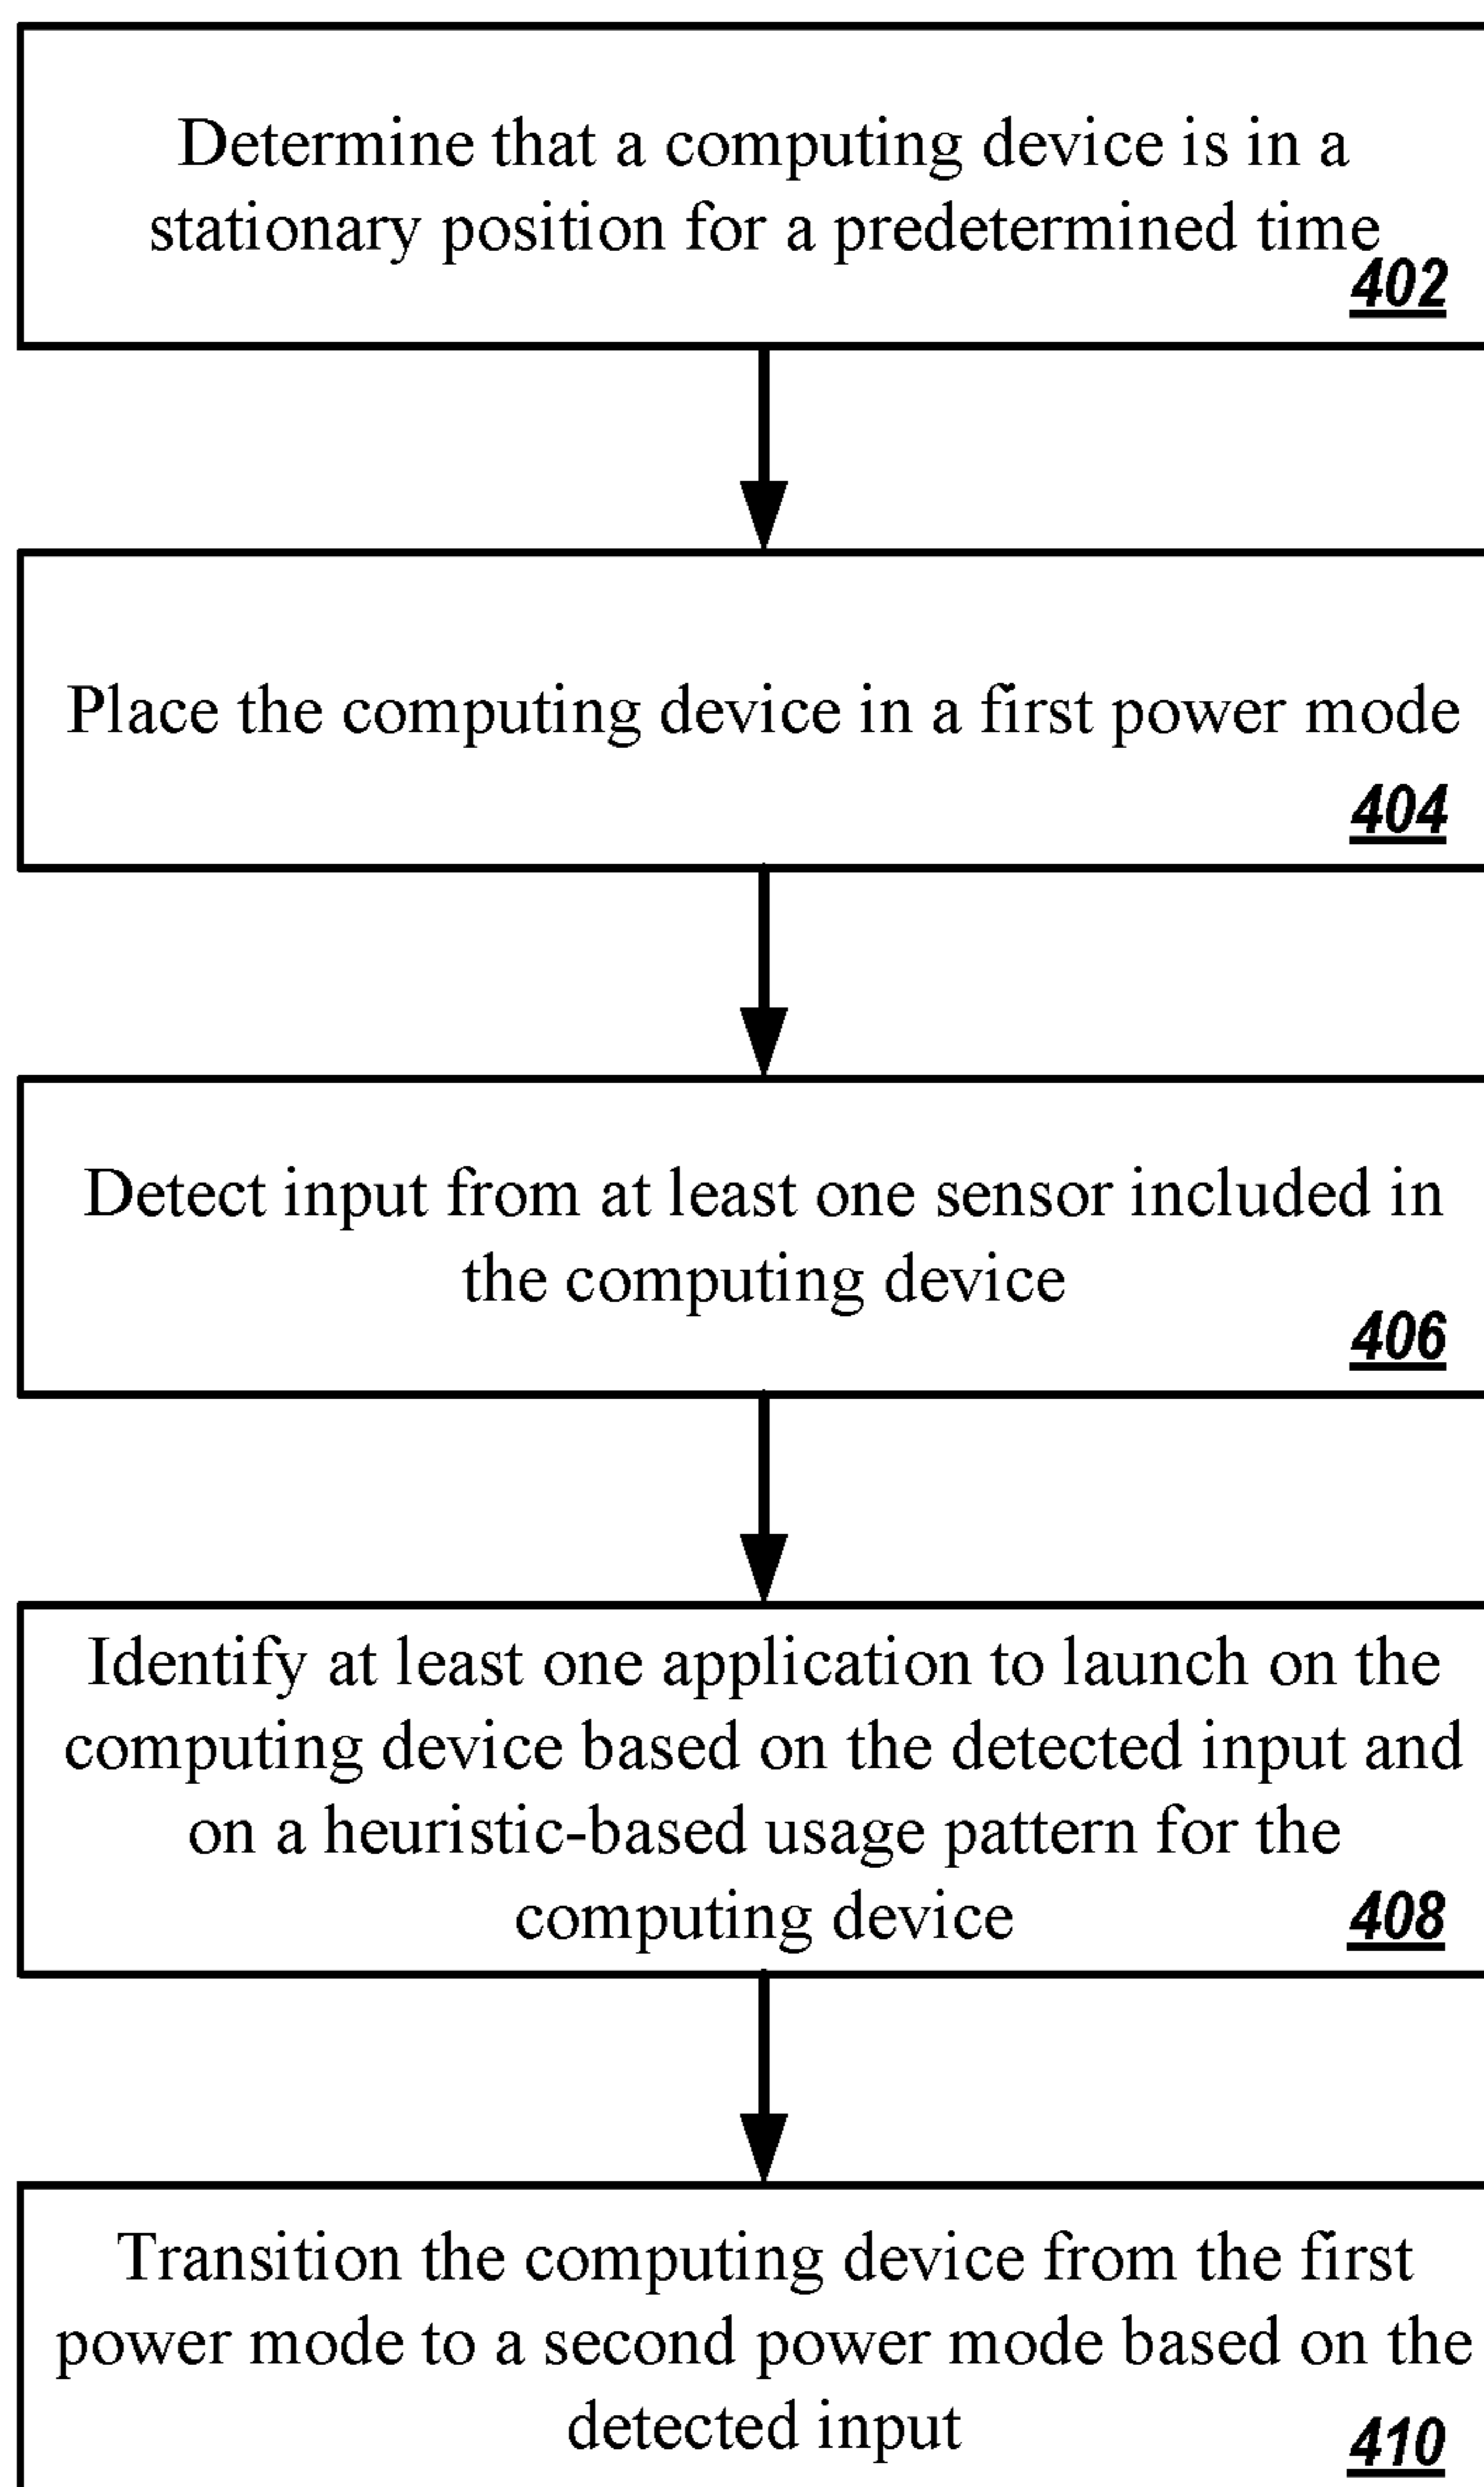 Determine that a computing device is in a
stationary position for a predetermined time
402
Place the computing device in a first power mode
404
Detect input from at least one sensor included in
the computing device
406
Identify at least one application to launch on the
computing device based on the detected input and
on a heuristic-based usage pattern for the
computing device
408
Transition the computing device from the first
power mode to a second power mode based on the
detected input
410